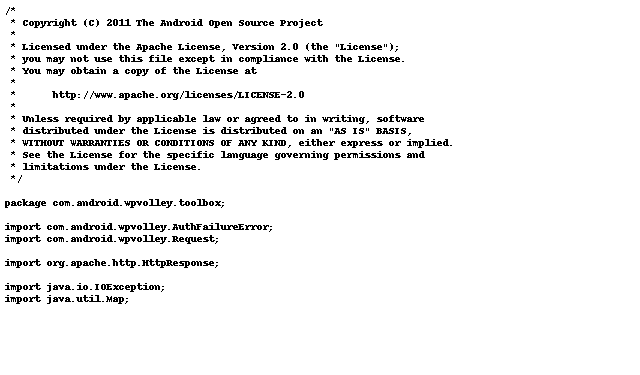 /*
 * Copyright (C) 2011 The Android Open Source Project
 *
 * Licensed under the Apache License, Version 2.0 (the "License");
 * you may not use this file except in compliance with the License.
 * You may obtain a copy of the License at
 *
 *      http://www.apache.org/licenses/LICENSE-2.0
 *
 * Unless required by applicable law or agreed to in writing, software
 * distributed under the License is distributed on an "AS IS" BASIS,
 * WITHOUT WARRANTIES OR CONDITIONS OF ANY KIND, either express or implied.
 * See the License for the specific language governing permissions and
 * limitations under the License.
 */

package com.android.wpvolley.toolbox;

import com.android.wpvolley.AuthFailureError;
import com.android.wpvolley.Request;

import org.apache.http.HttpResponse;

import java.io.IOException;
import java.util.Map;